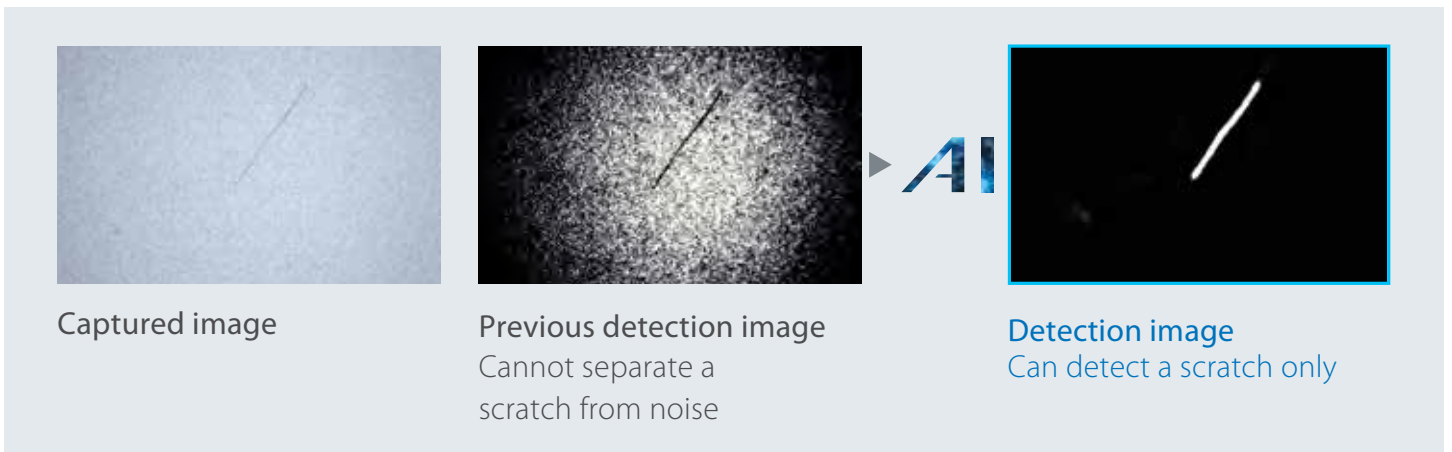 AI
Captured image
Previous detection image
Cannot separate a
scratch from noise
Detection image
Can detect a scratch only